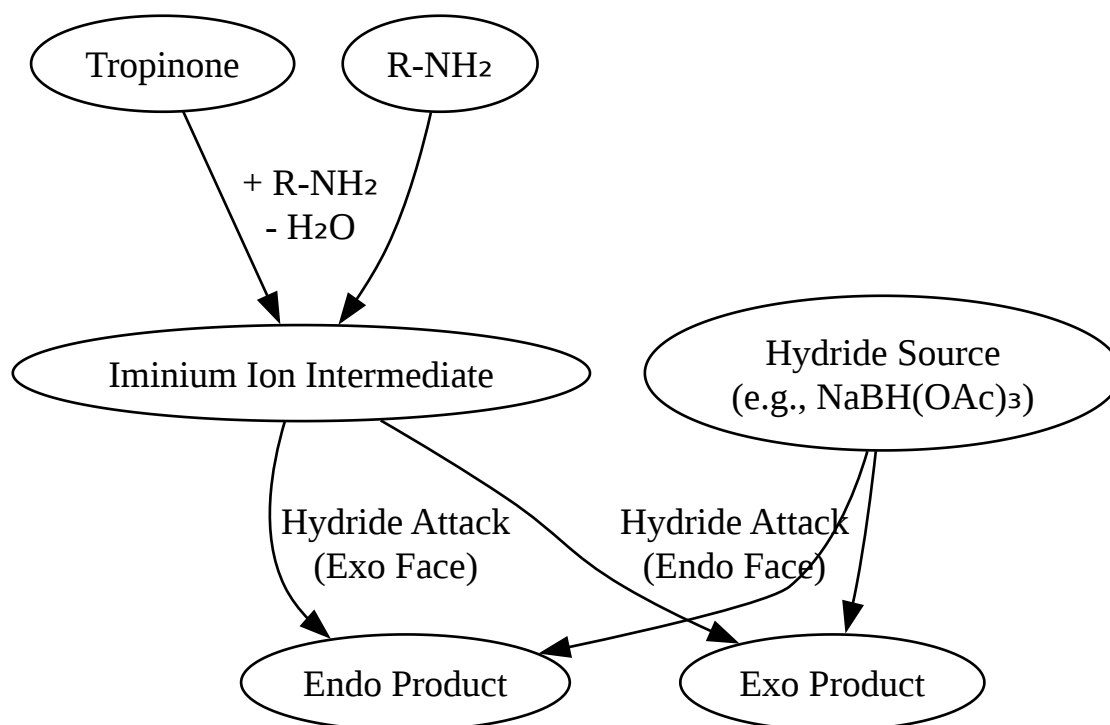 Tropinone
R-NH₂
+ R-NH₂
- H₂O
Iminium Ion Intermediate
Hydride Source
(e.g., NaBH(OAc)₃)
Hydride Attack
(Exo Face)
Hydride Attack
(Endo Face)
Endo Product
Exo Product